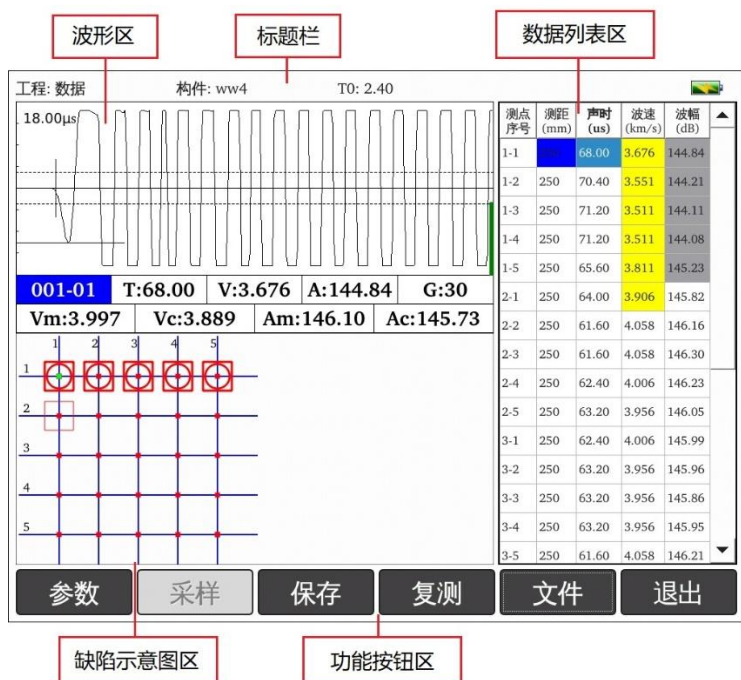 波形区
标题栏
数据列表区
工程: 数据 构件: ww4 T0: 2.40
18.00μs
测点序号 测距(mm) 声时(us) 波速(km/s) 波幅(dB)
1-1 250 68.00 3.676 144.84
1-2 250 70.40 3.551 144.21
1-3 250 71.20 3.511 144.11
1-4 250 71.20 3.511 144.08
1-5 250 65.60 3.811 145.23
2-1 250 64.00 3.906 145.82
2-2 250 61.60 4.058 146.16
2-3 250 61.60 4.058 146.30
2-4 250 62.40 4.006 146.23
2-5 250 63.20 3.956 146.05
3-1 250 62.40 4.006 145.99
3-2 250 63.20 3.956 145.96
3-3 250 63.20 3.956 145.86
3-4 250 63.20 3.956 145.95
3-5 250 61.60 4.058 146.21
001-01 T:68.00 V:3.676 A:144.84 G:30
Vm:3.997 Vc:3.889 Am:146.10 Ac:145.73
1 2 3 4 5
1
2
3
4
5
参数 采样 保存 复测 文件 退出
缺陷示意图区
功能按钮区